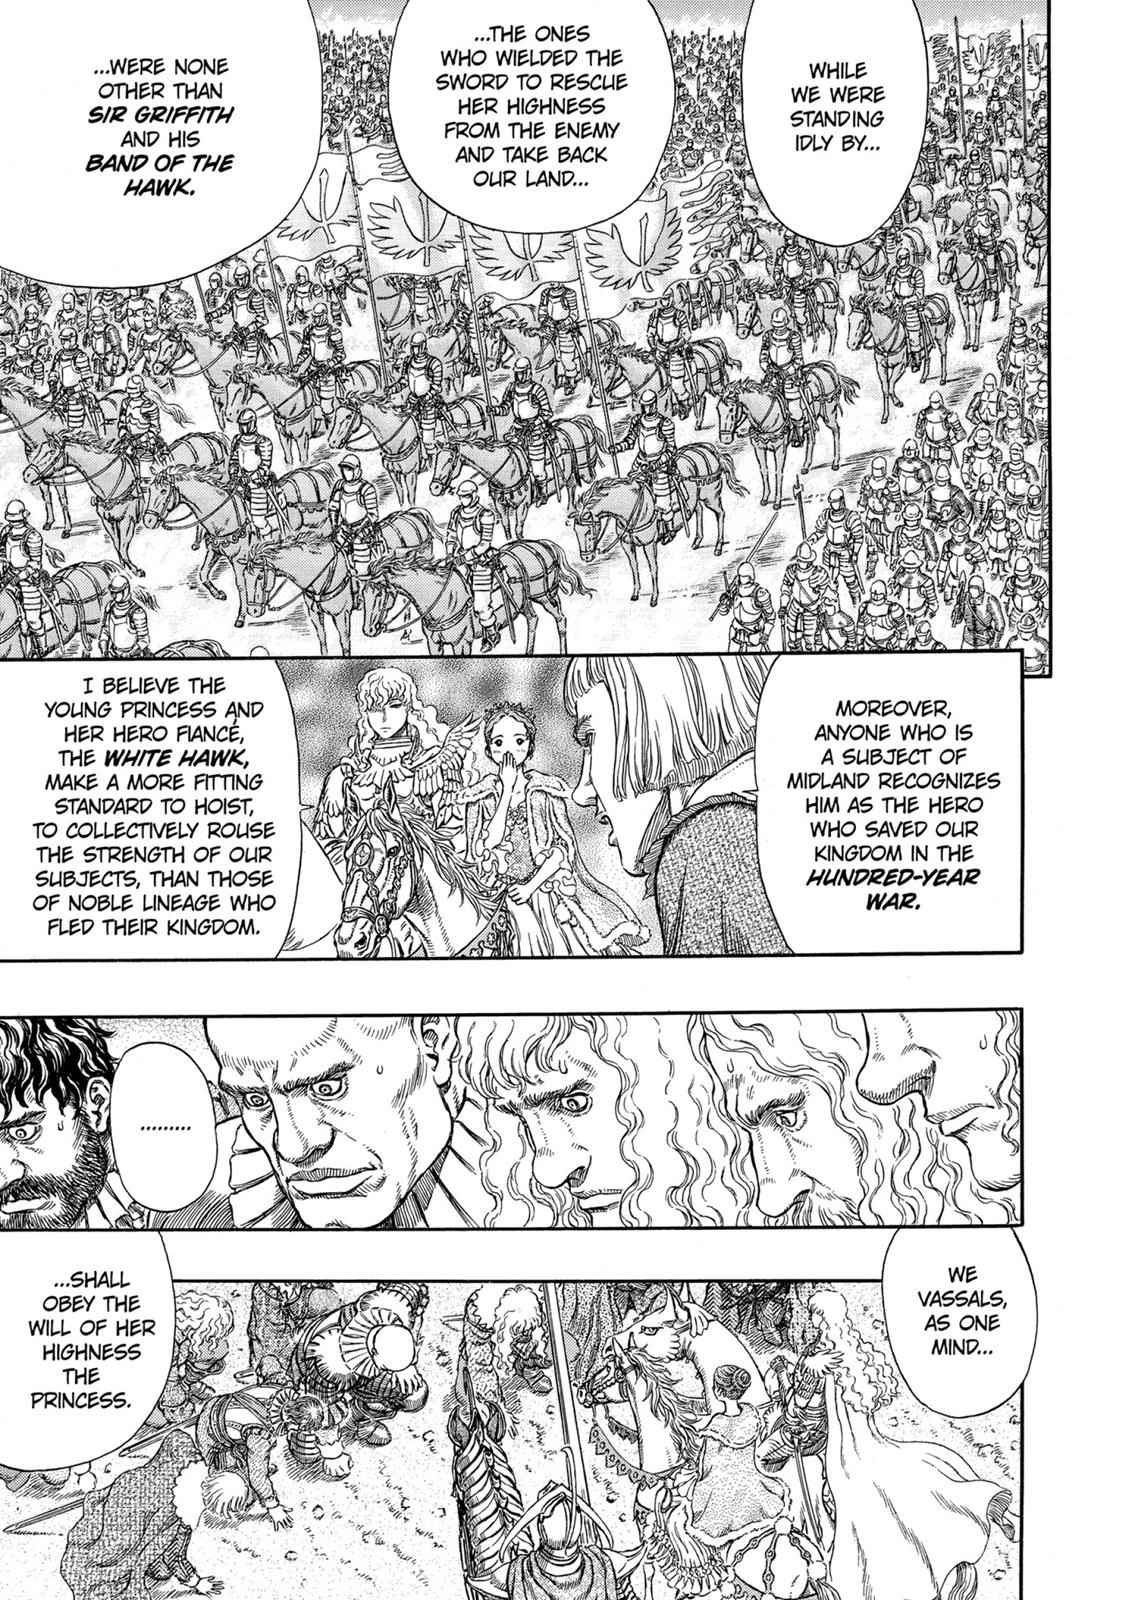 WHILE
WE WERE
STANDING
IDLY BY...
...THE ONES
WHO WIELDED THE
SWORD TO RESCUE
HER HIGHNESS
FROM THE ENEMY
AND TAKE BACK
OUR LAND...
...WERE NONE
OTHER THAN
SIR GRIFFITH
AND HIS
BAND OF THE
HAWK.
MOREOVER,
ANYONE WHO IS
A SUBJECT OF
MIDLAND RECOGNIZES
HIM AS THE HERO
WHO SAVED OUR
KINGDOM IN THE
HUNDRED-YEAR
WAR.
I BELIEVE THE
YOUNG PRINCESS AND
HER HERO FIANCÉ,
THE WHITE HAWK,
MAKE A MORE FITTING
STANDARD TO HOIST,
TO COLLECTIVELY ROUSE
THE STRENGTH OF OUR
SUBJECTS, THAN THOSE
OF NOBLE LINEAGE WHO
FLED THEIR KINGDOM.
.........
WE
VASSALS,
AS ONE
MIND...
...SHALL
OBEY THE
WILL OF HER
HIGHNESS
THE
PRINCESS.